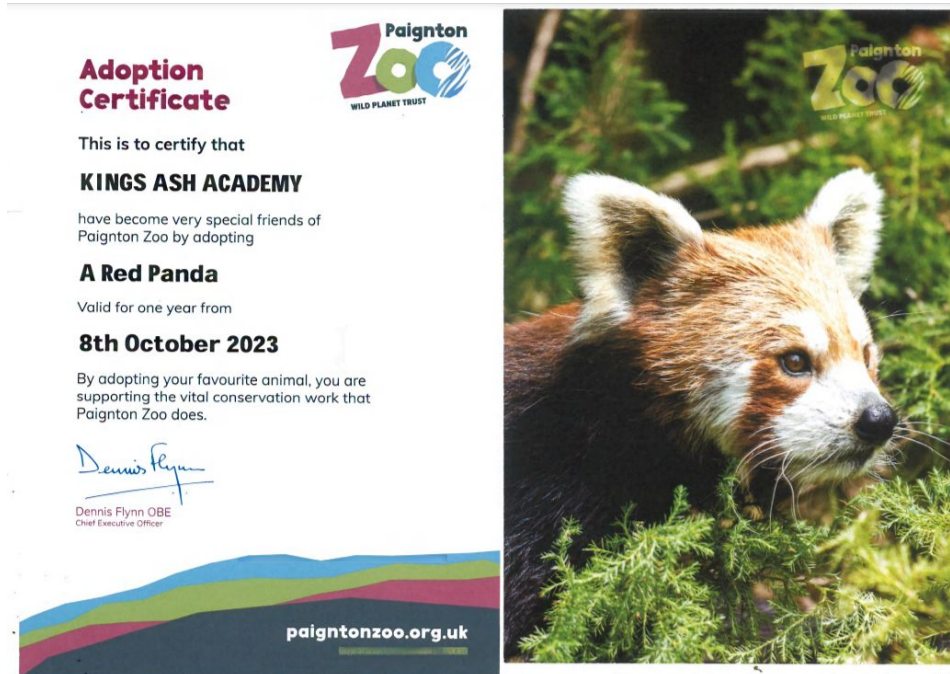 Adoption
Certificate
Paignton
Zoo
WILD PLANET TRUST
This is to certify that
KINGS ASH ACADEMY
have become very special friends of
Paignton Zoo by adopting
A Red Panda
Valid for one year from
8th October 2023
By adopting your favourite animal, you are
supporting the vital conservation work that
Paignton Zoo does.
Dennis Flynn
Dennis Flynn OBE
Chief Executive Officer
paigntonzoo.org.uk
Paignton
Zoo
WILD PLANET TRUST